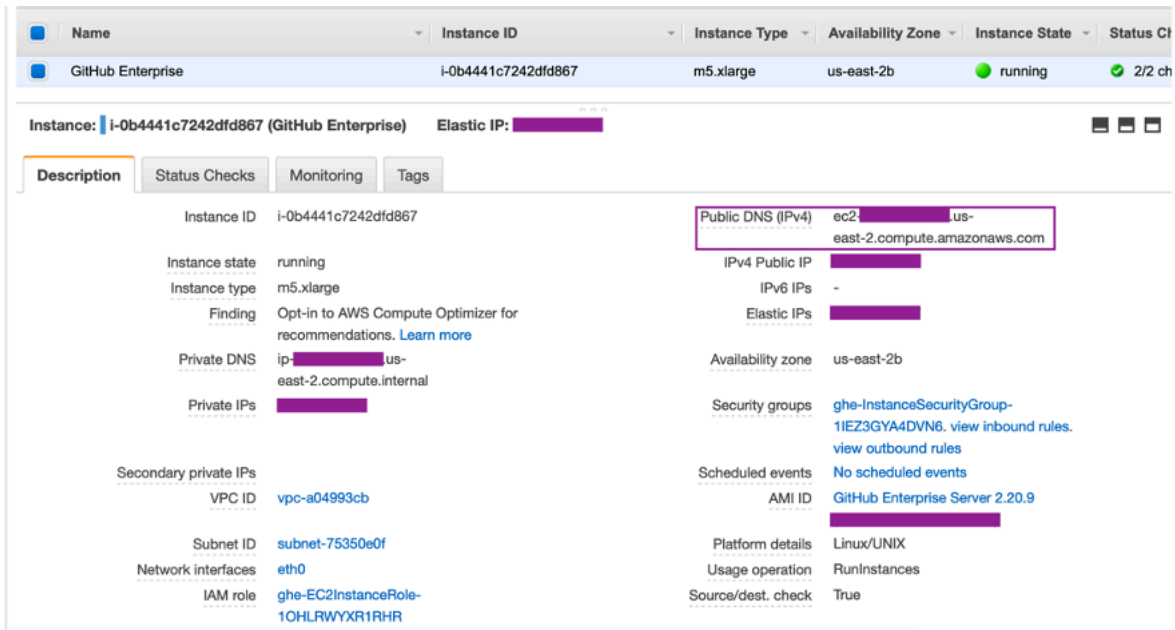 Name Instance ID Instance Type Availability Zone Instance State Status Ch
GitHub Enterprise i-0b4441c7242dfd867 m5.xlarge us-east-2b running 2/2 ch
Instance: i-0b4441c7242dfd867 (GitHub Enterprise) Elastic IP:
Description Status Checks Monitoring Tags
Instance ID i-0b4441c7242dfd867
Public DNS (IPv4) ec2- .us-
east-2.compute.amazonaws.com
Instance state running
IPv4 Public IP
Instance type m5.xlarge
IPv6 IPs -
Finding Opt-in to AWS Compute Optimizer for
recommendations. Learn more
Elastic IPs
Private DNS ip- .us-
east-2.compute.internal
Availability zone us-east-2b
Private IPs
Security groups ghe-InstanceSecurityGroup-
1IEZ3GYA4DVN6. view inbound rules.
view outbound rules
Secondary private IPs
Scheduled events No scheduled events
VPC ID vpc-a04993cb
AMI ID GitHub Enterprise Server 2.20.9
Subnet ID subnet-75350e0f
Platform details Linux/UNIX
Network interfaces eth0
Usage operation RunInstances
IAM role ghe-EC2InstanceRole-
1OHLRWYXR1RHR
Source/dest. check True